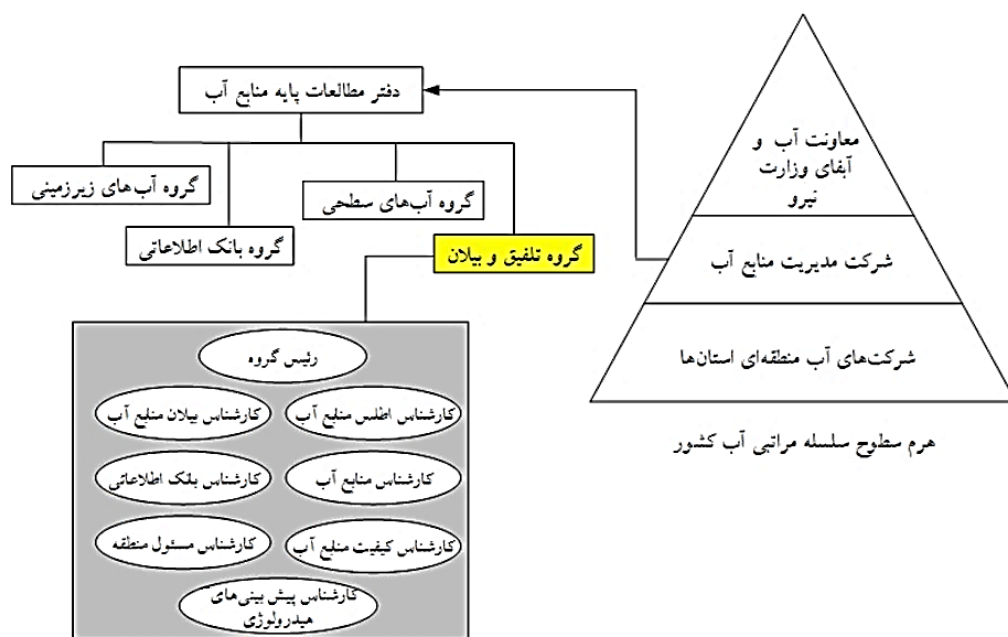 دفتر مطالعات پایه منابع آب
معاونت آب و
آبفای وزارت
نیرو
گروه آب‌های زیرزمینی
گروه آب‌های سطحی
گروه بانک اطلاعاتی
گروه تلفیق و بیلان
شرکت مدیریت منابع آب
شرکت‌های آب منطقه‌ای استان‌ها
هرم سطوح سلسله مراتبی آب کشور
رئیس گروه
کارشناس اطلس منابع آب
کارشناس بیلان منابع آب
کارشناس منابع آب
کارشناس بانک اطلاعاتی
کارشناس کیفیت منابع آب
کارشناس مسئول منطقه
کارشناس پیش بینی‌های
هیدرولوژی